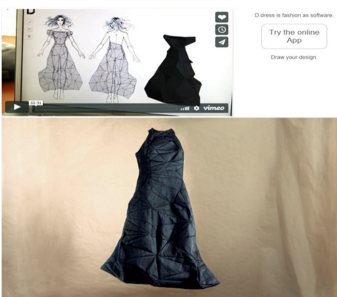 D
D.dress is fashion as software.
Try the online
App
Draw your design.
vimeo